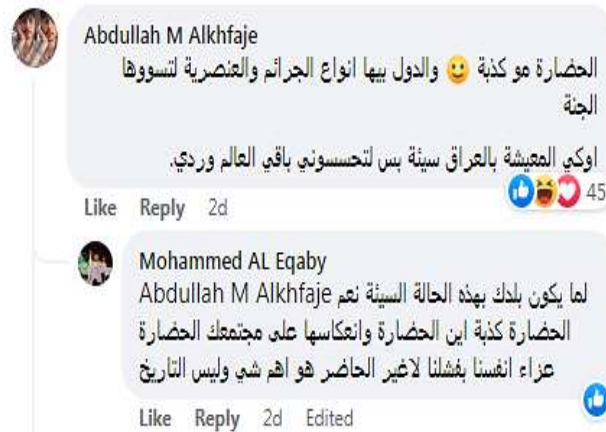 Abdullah M Alkhfaje
الحضارة مو كذبة 🙂 والدول بيها انواع الجرائم والعنصرية لتسووها
الجنة
اوكي المعيشة بالعراق سيئة بس لتحسسوني باقي العالم وردي.
45
Like Reply 2d
Mohammed AL Eqaby
Abdullah M Alkhfaje لما يكون بلدك بهذه الحالة السيئة نعم
الحضارة كذبة اين الحضارة وانعكاسها على مجتمعك الحضارة
عزاء انفسنا بفشلنا لاغير الحاضر هو اهم شي وليس التاريخ
Like Reply 2d Edited